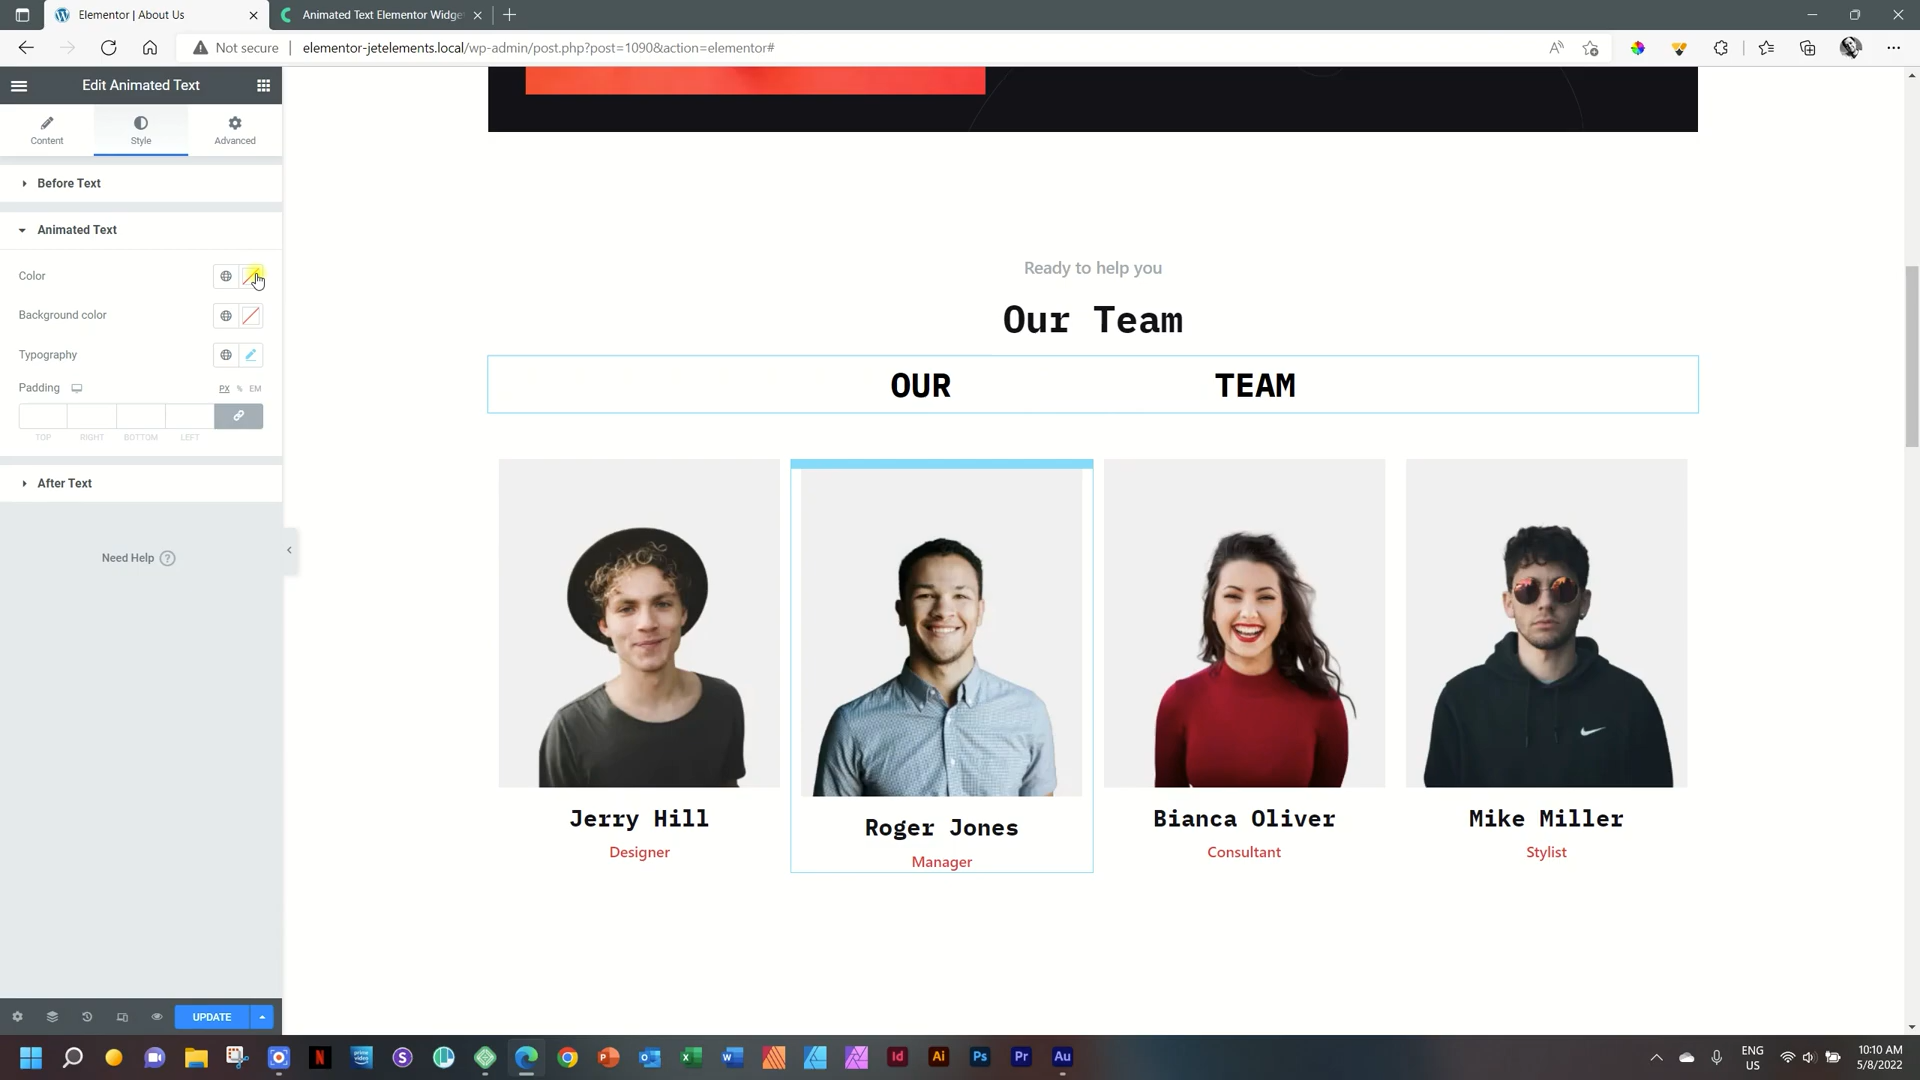 Elementor | About Us
Animated Text Elementor Widge
Not secure
elementor-jetelements.local/wp-admin/post.php?post=1090&action=elementor#
Edit Animated Text
Content
Style
Advanced
Before Text
Animated Text
Color
Background color
Typography
Padding
PX
%
EM
TOP
RIGHT
BOTTOM
LEFT
After Text
Need Help ?
UPDATE
Ready to help you
Our Team
OUR TEAM
Jerry Hill
Designer
Roger Jones
Manager
Bianca Oliver
Consultant
Mike Miller
Stylist
ENG
US
10:10 AM
5/8/2022